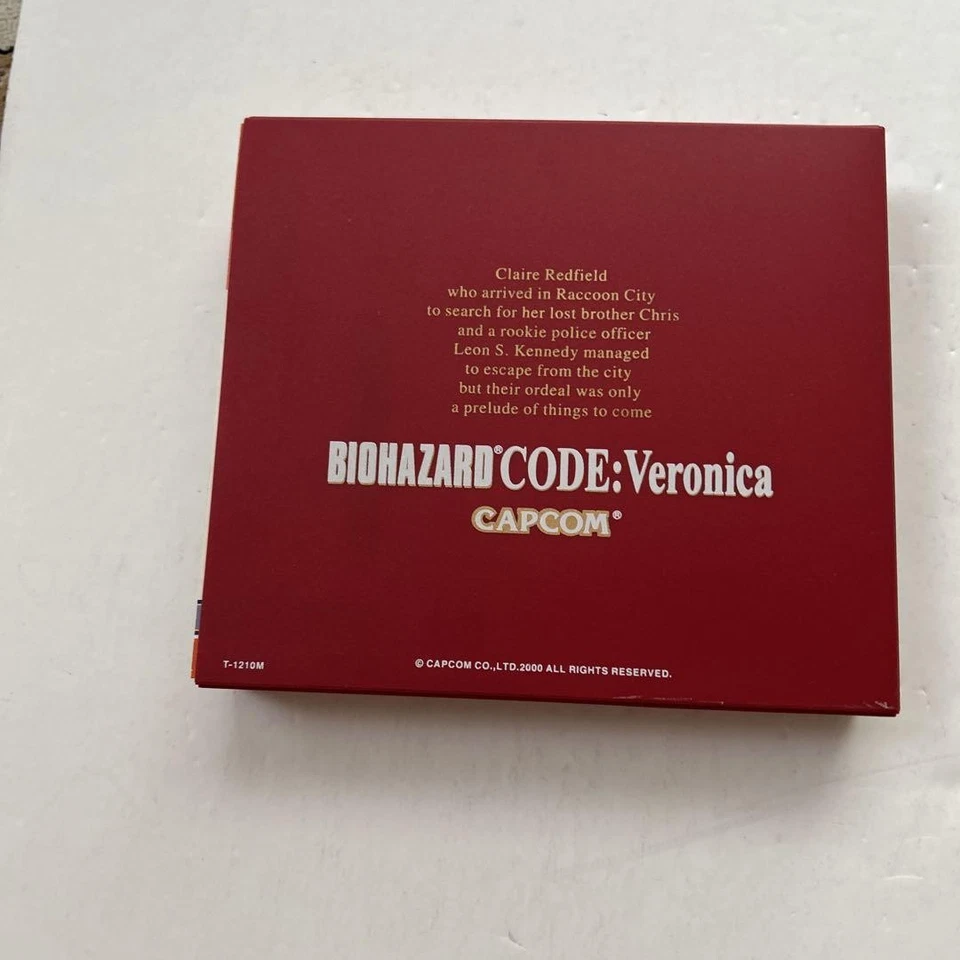 Claire Redfield
who arrived in Raccoon City
to search for her lost brother Chris
and a rookie police officer
Leon S. Kennedy managed
to escape from the city
but their ordeal was only
a prelude of things to come
BIOHAZARD® CODE:Veronica
CAPCOM®
T-1210M
© CAPCOM CO.,LTD.2000 ALL RIGHTS RESERVED.